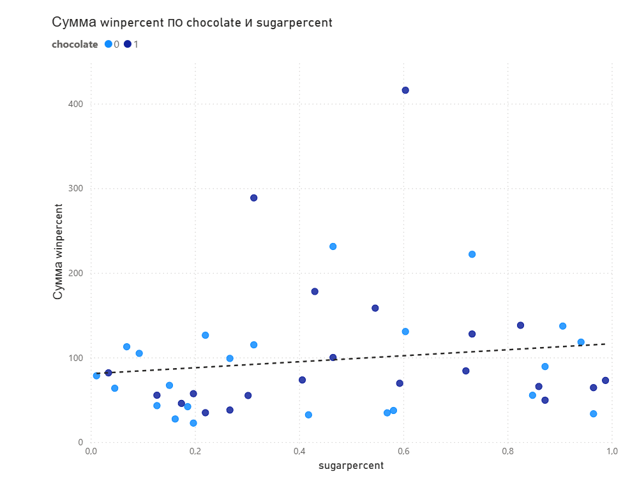 Сумма winpercent по chocolate и sugarpercent
chocolate 0 1
400
300
200
100
0
Сумма winpercent
0.0 0.2 0.4 0.6 0.8 1.0
sugarpercent